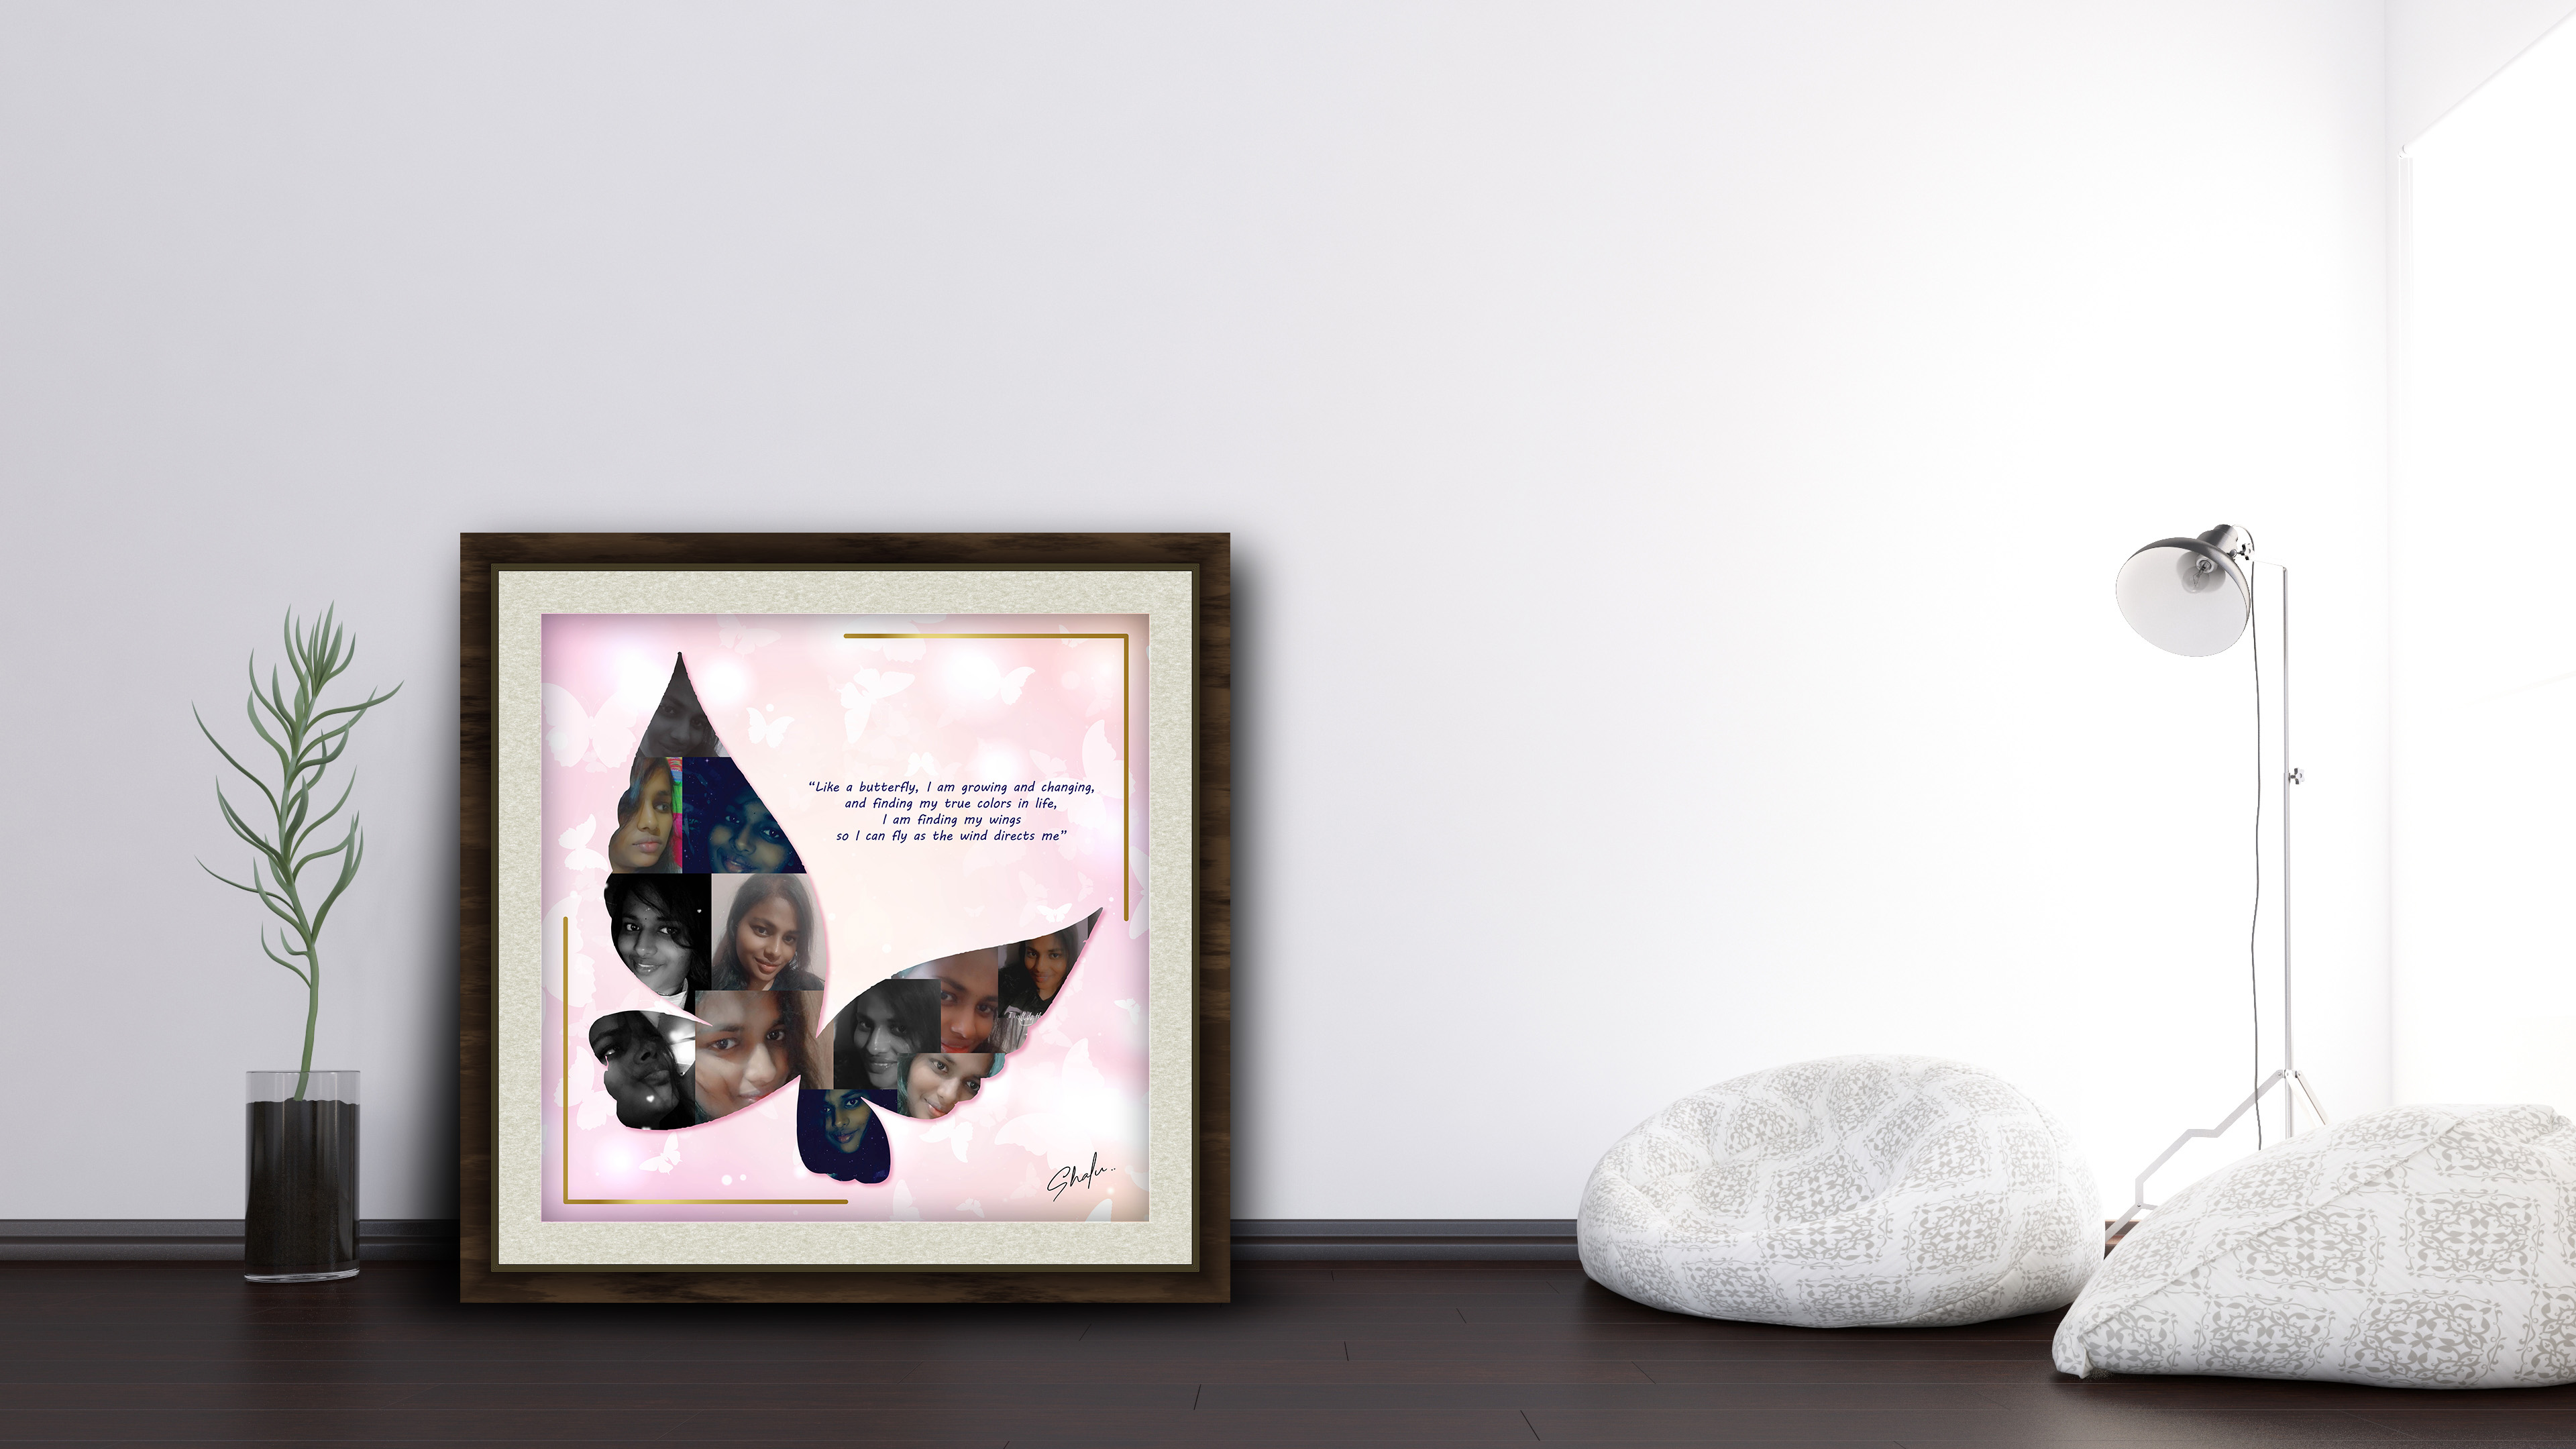 “Like a butterfly, I am growing and changing,
and finding my true colors in life,
I am finding my wings
so I can fly as the wind directs me”
Shalu..